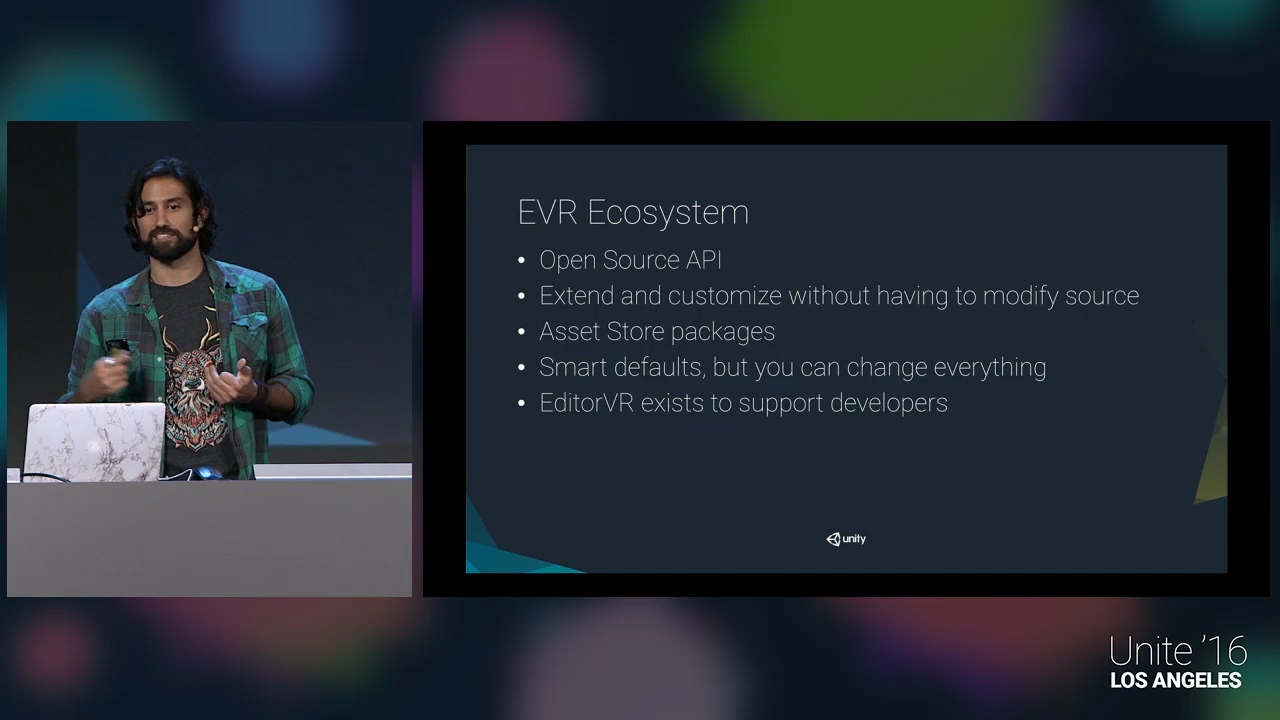 EVR Ecosystem
• Open Source API
• Extend and customize without having to modify source
• Asset Store packages
• Smart defaults, but you can change everything
• EditorVR exists to support developers
unity
Unite '16
LOS ANGELES